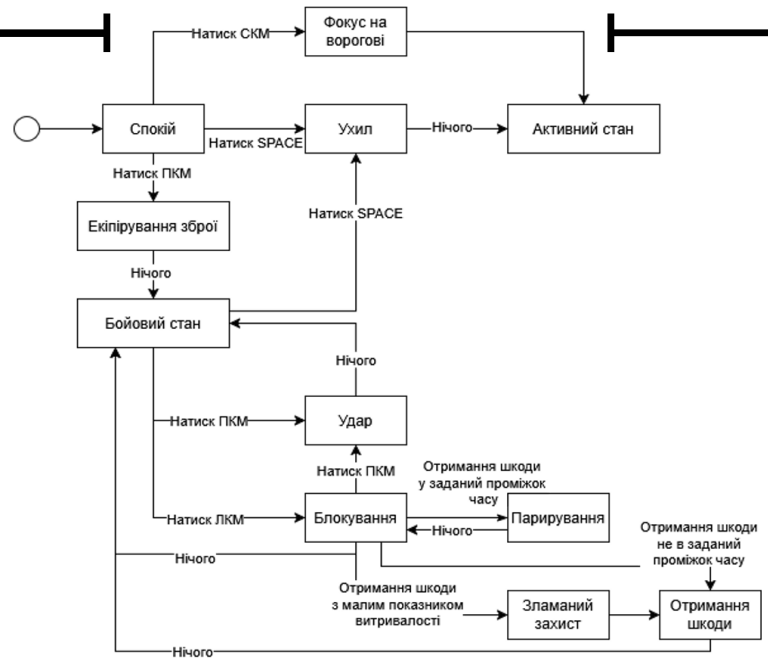 Натиск СКМ
Фокус на
ворогові
Спокій
Натиск SPACE
Ухил
Нічого
Активний стан
Натиск ПКМ
Екіпірування зброї
Натиск SPACE
Нічого
Бойовий стан
Нічого
Натиск ПКМ
Удар
Натиск ПКМ
Отримання шкоди
у заданий проміжок
часу
Натиск ЛКМ
Блокування
Нічого
Парирування
Отримання шкоди
не в заданий
проміжок часу
Нічого
Отримання шкоди
з малим показником
витривалості
Зламаний
захист
Отримання
шкоди
Нічого